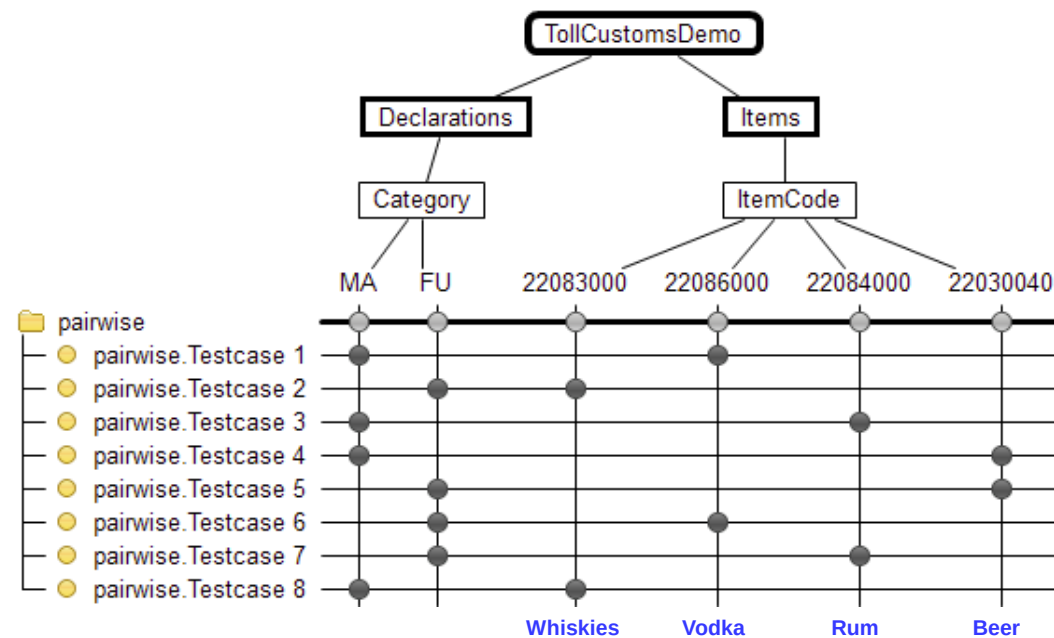 TollCustomsDemo
Declarations Items
Category ItemCode
MA FU 22083000 22086000 22084000 22030040
pairwise
pairwise.Testcase 1
pairwise.Testcase 2
pairwise.Testcase 3
pairwise.Testcase 4
pairwise.Testcase 5
pairwise.Testcase 6
pairwise.Testcase 7
pairwise.Testcase 8
Whiskies Vodka Rum Beer